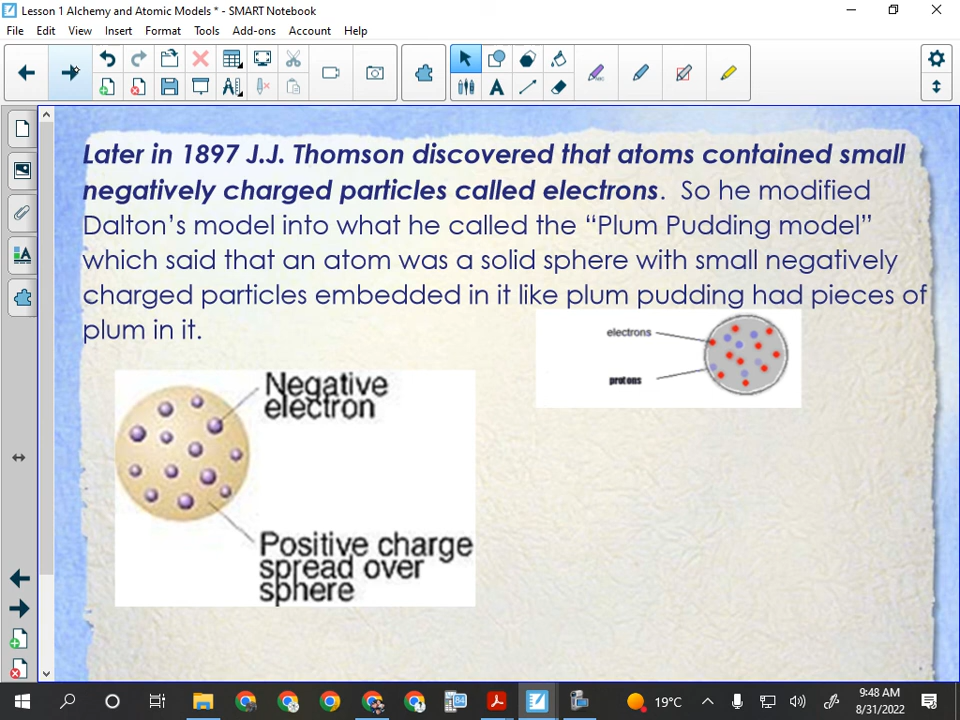 Lesson 1 Alchemy and Atomic Models * - SMART Notebook
File Edit View Insert Format Tools Add-ons Account Help
Later in 1897 J.J. Thomson discovered that atoms contained small
negatively charged particles called electrons. So he modified
Dalton’s model into what he called the “Plum Pudding model”
which said that an atom was a solid sphere with small negatively
charged particles embedded in it like plum pudding had pieces of
plum in it.
electrons
protons
Negative
electron
Positive charge
spread over
sphere
19°C
9:48 AM
8/31/2022